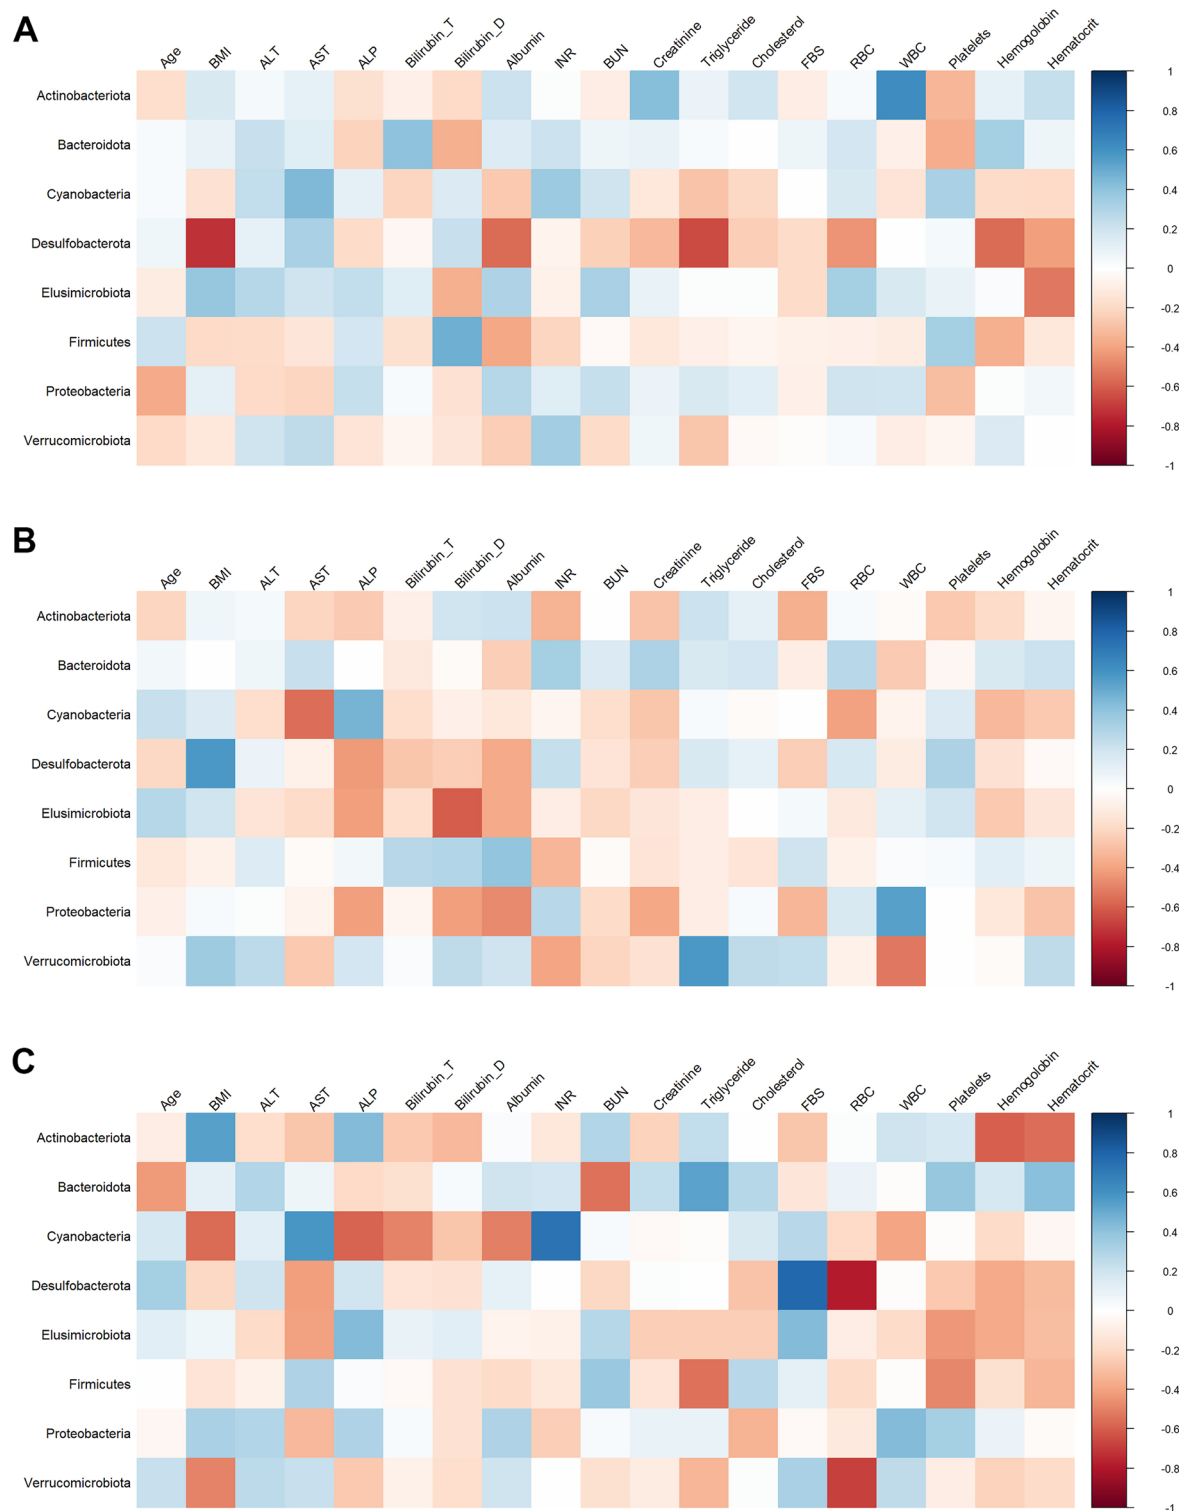 A
Age BMI ALT AST ALP Bilirubin_T Bilirubin_D Albumin INR BUN Creatinine Triglyceride Cholesterol FBS RBC WBC Platelets Hemogolobin Hematocrit
Actinobacteriota
Bacteroidota
Cyanobacteria
Desulfobacterota
Elusimicrobiota
Firmicutes
Proteobacteria
Verrucomicrobiota
1
0.8
0.6
0.4
0.2
0
-0.2
-0.4
-0.6
-0.8
-1
B
Age BMI ALT AST ALP Bilirubin_T Bilirubin_D Albumin INR BUN Creatinine Triglyceride Cholesterol FBS RBC WBC Platelets Hemogolobin Hematocrit
Actinobacteriota
Bacteroidota
Cyanobacteria
Desulfobacterota
Elusimicrobiota
Firmicutes
Proteobacteria
Verrucomicrobiota
1
0.8
0.6
0.4
0.2
0
-0.2
-0.4
-0.6
-0.8
-1
C
Age BMI ALT AST ALP Bilirubin_T Bilirubin_D Albumin INR BUN Creatinine Triglyceride Cholesterol FBS RBC WBC Platelets Hemogolobin Hematocrit
Actinobacteriota
Bacteroidota
Cyanobacteria
Desulfobacterota
Elusimicrobiota
Firmicutes
Proteobacteria
Verrucomicrobiota
1
0.8
0.6
0.4
0.2
0
-0.2
-0.4
-0.6
-0.8
-1